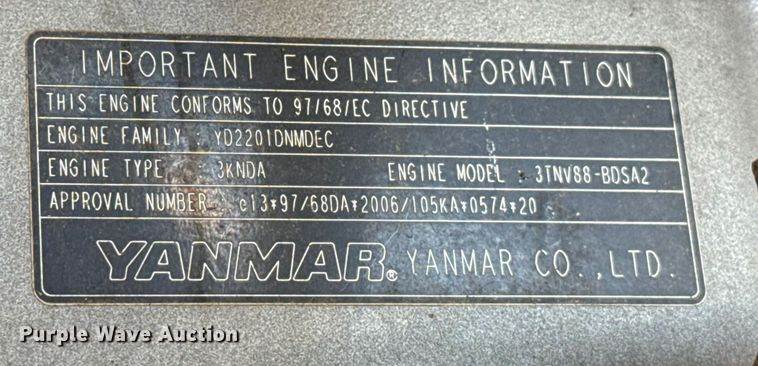 IMPORTANT ENGINE INFORMATION
THIS ENGINE CONFORMS TO 97/68/EC DIRECTIVE
ENGINE FAMILY : YD2201DNMDEC
ENGINE TYPE : 3KNDA ENGINE MODEL : 3TNV88-BDSA2
APPROVAL NUMBER : e13*97/68DA*2006/105KA*0574*20
YANMAR® YANMAR CO.,LTD.
Purple Wave Auction